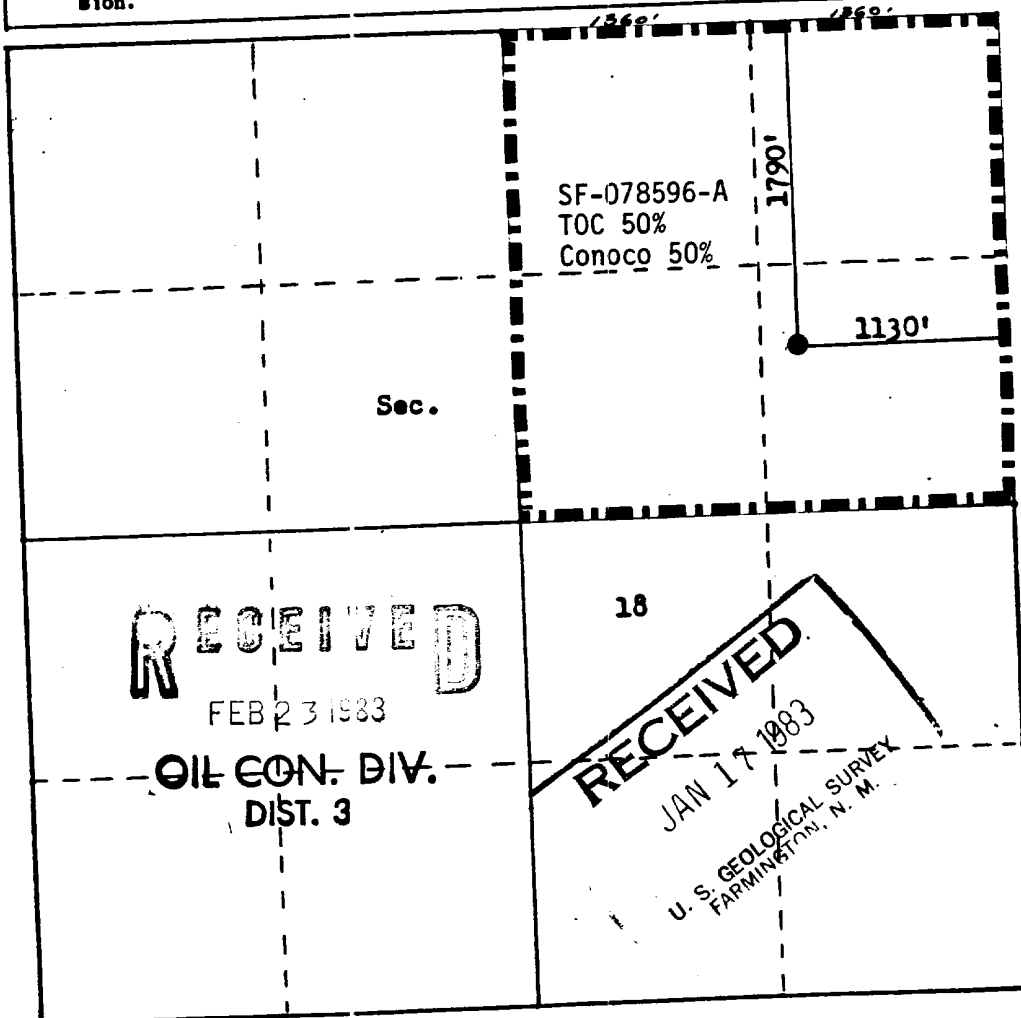 sion.
1360' 1360'
1790'
SF-078596-A
TOC 50%
Conoco 50%
1130'
Sec.
18
RECEIVED
FEB 23 1983
OIL CON. DIV.
DIST. 3
RECEIVED
JAN 17 1983
U. S. GEOLOGICAL SURVEY
FARMINGTON, N. M.